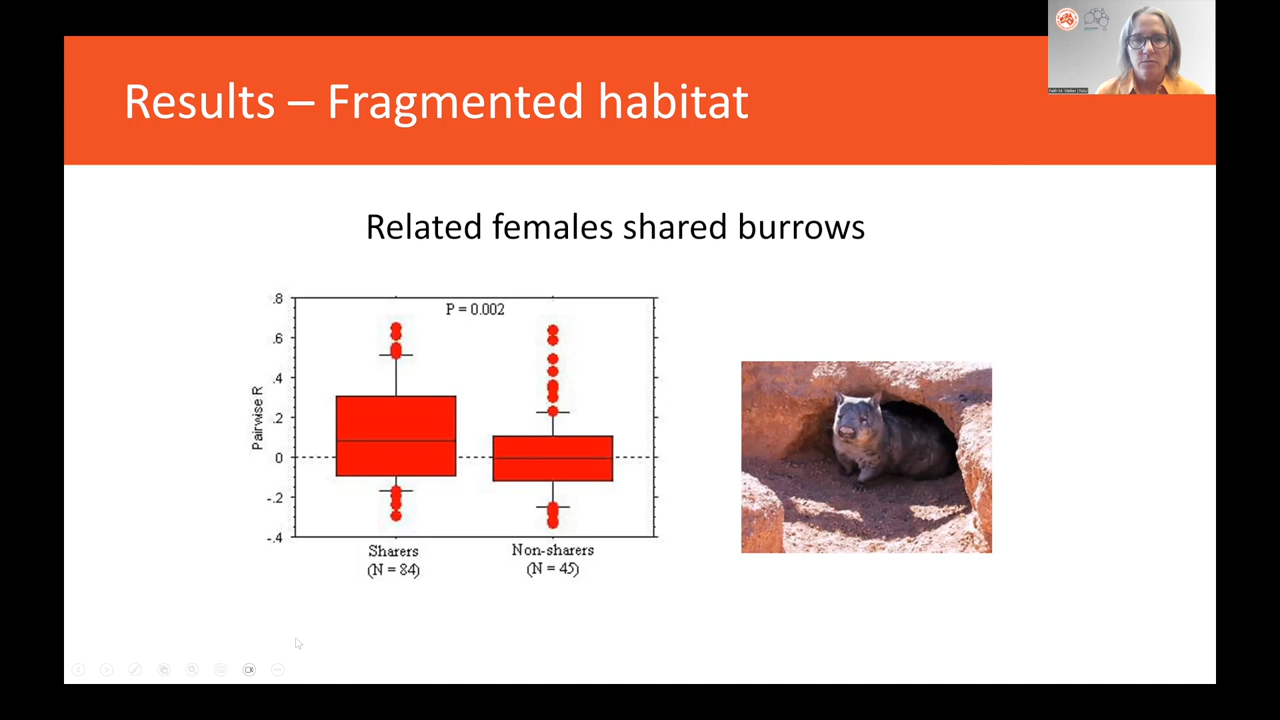 Results – Fragmented habitat
Related females shared burrows
P = 0.002
.8
.6
.4
.2
0
-.2
-.4
Pairwise R
Sharers
(N = 84)
Non-sharers
(N = 45)